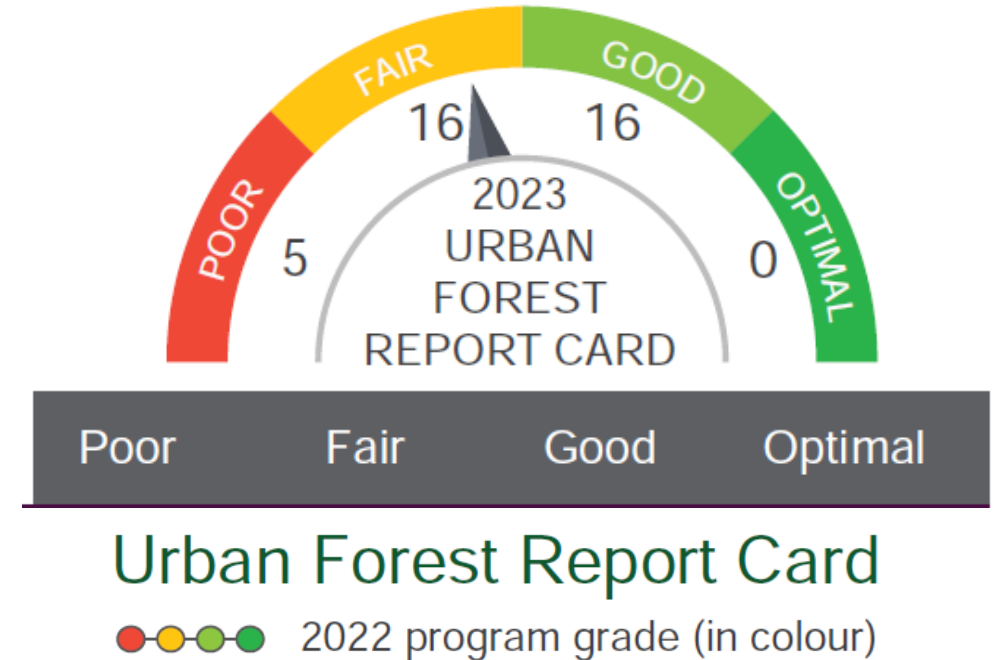 FAIR
GOOD
16
16
POOR
OPTIMAL
5
0
2023
URBAN
FOREST
REPORT CARD
Poor Fair Good Optimal
Urban Forest Report Card
2022 program grade (in colour)